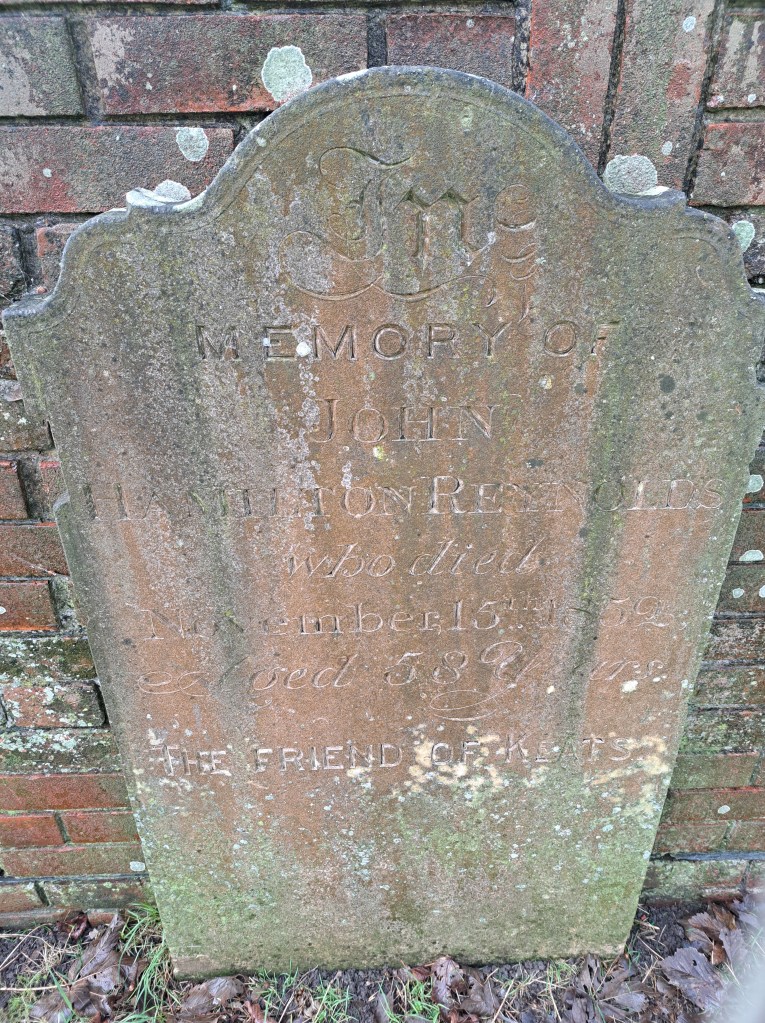 In
MEMORY OF
JOHN
HAMILTON REYNOLDS
who died
November 15th 1852
Aged 58 Years.
THE FRIEND OF KEATS